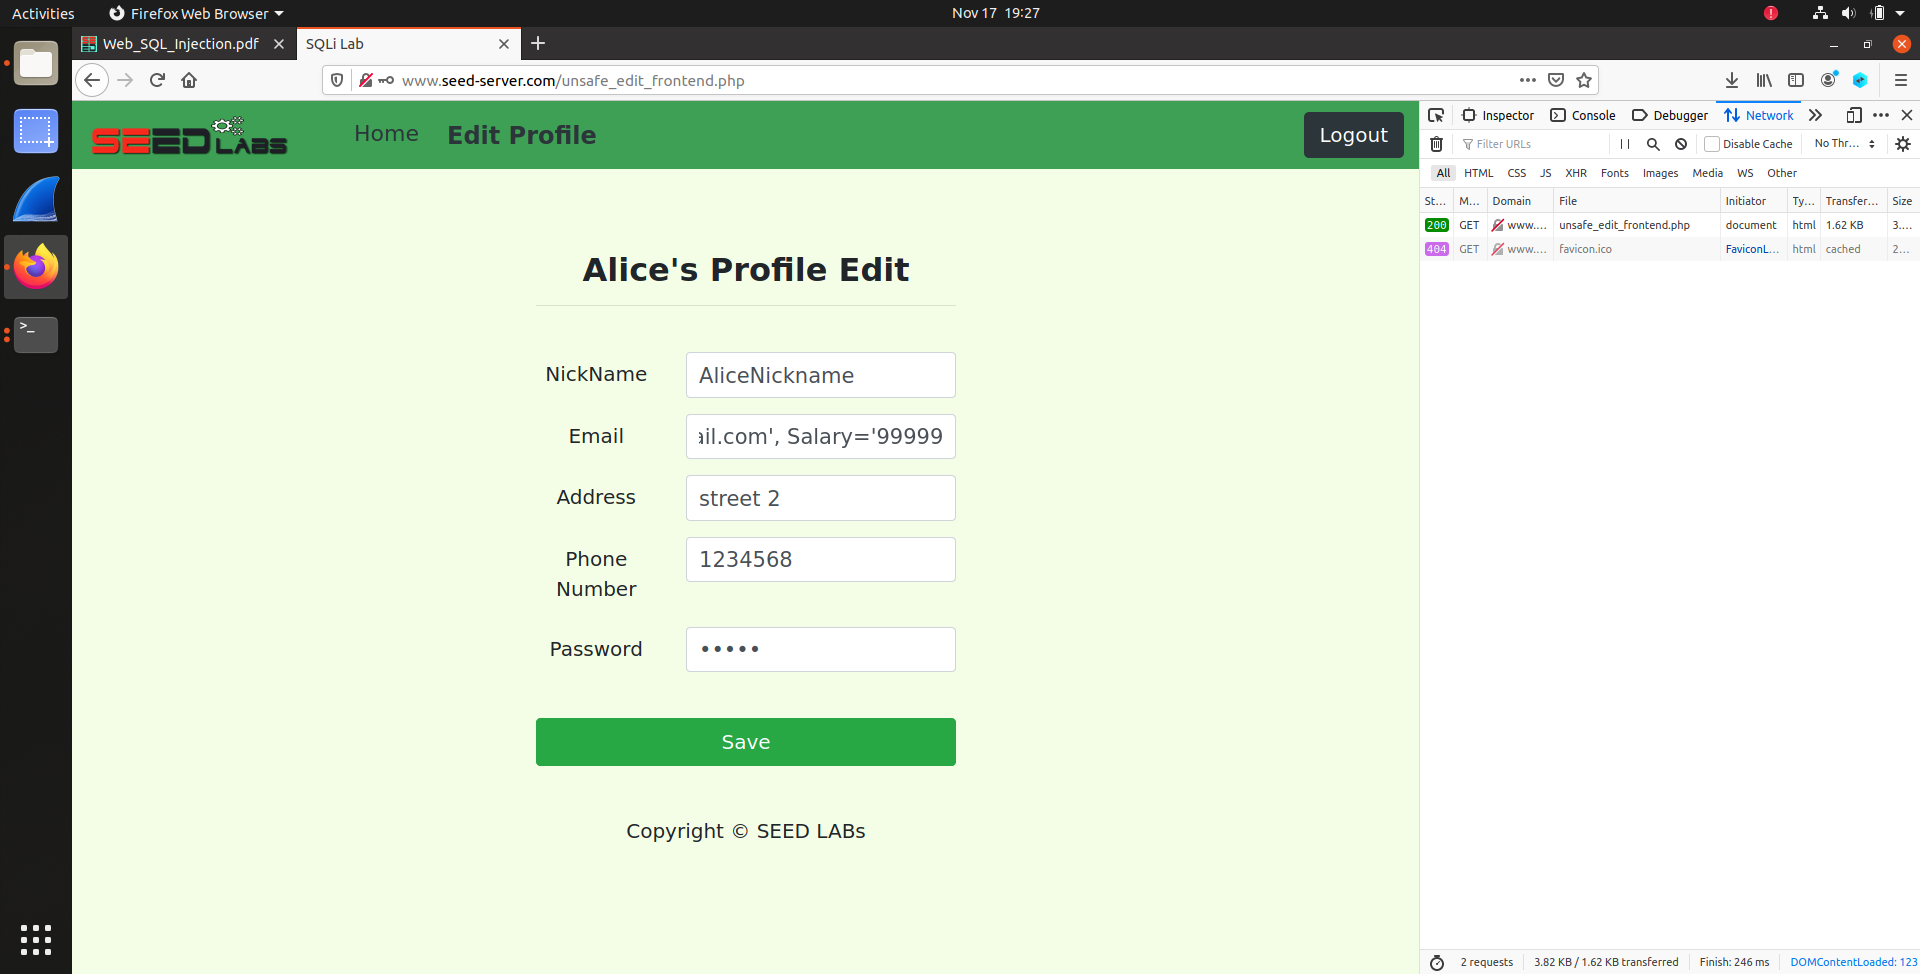 Activities Firefox Web Browser Nov 17 19:27
Web_SQL_Injection.pdf SQLi Lab
www.seed-server.com/unsafe_edit_frontend.php
SEED LABS Home Edit Profile Logout
Alice's Profile Edit
NickName AliceNickname
Email ail.com', Salary='99999
Address street 2
Phone Number 1234568
Password •••••
Save
Copyright © SEED LABs
Inspector Console Debugger Network
Filter URLs Disable Cache No Thr...
All HTML CSS JS XHR Fonts Images Media WS Other
St... M... Domain File Initiator Ty... Transfer... Size
200 GET www.... unsafe_edit_frontend.php document html 1.62 KB 3....
404 GET www.... favicon.ico FaviconL... html cached 2...
2 requests 3.82 KB / 1.62 KB transferred Finish: 246 ms DOMContentLoaded: 123